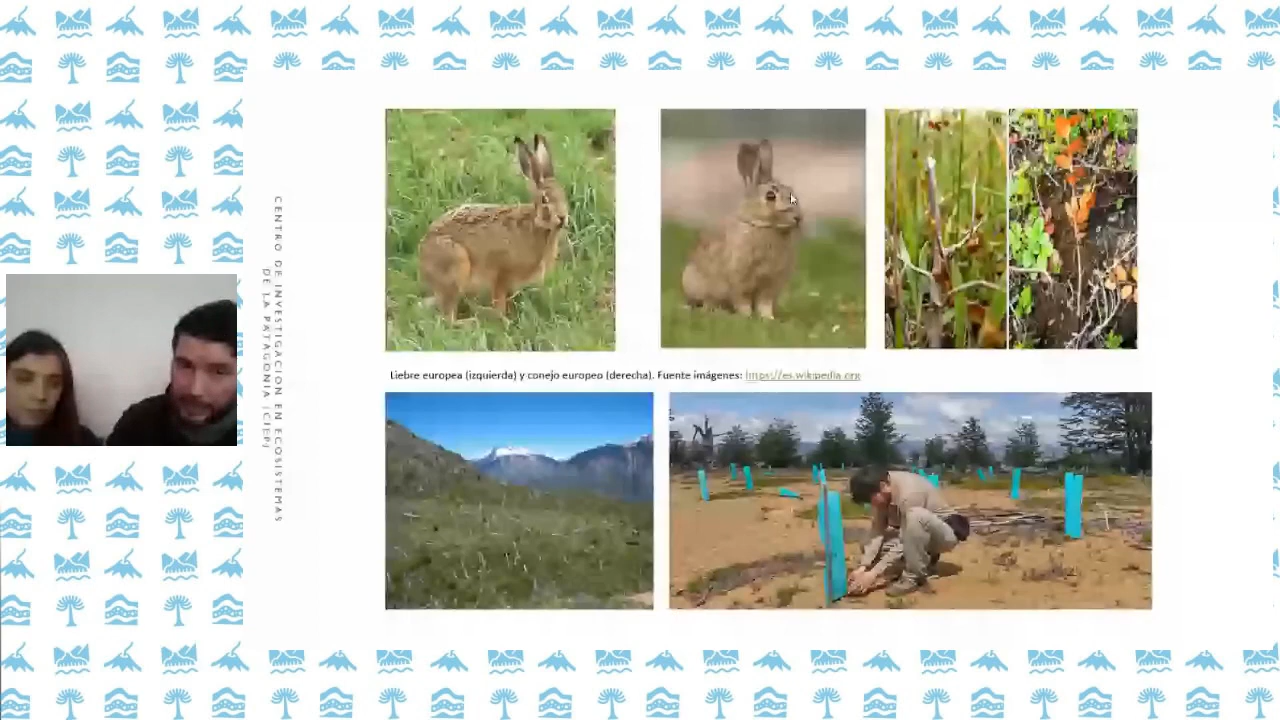 CENTRO DE INVESTIGACIÓN EN ECOSISTEMAS
DE LA PATAGONIA (CIEP)
Liebre europea (izquierda) y conejo europeo (derecha). Fuente imágenes: https://es.wikipedia.org